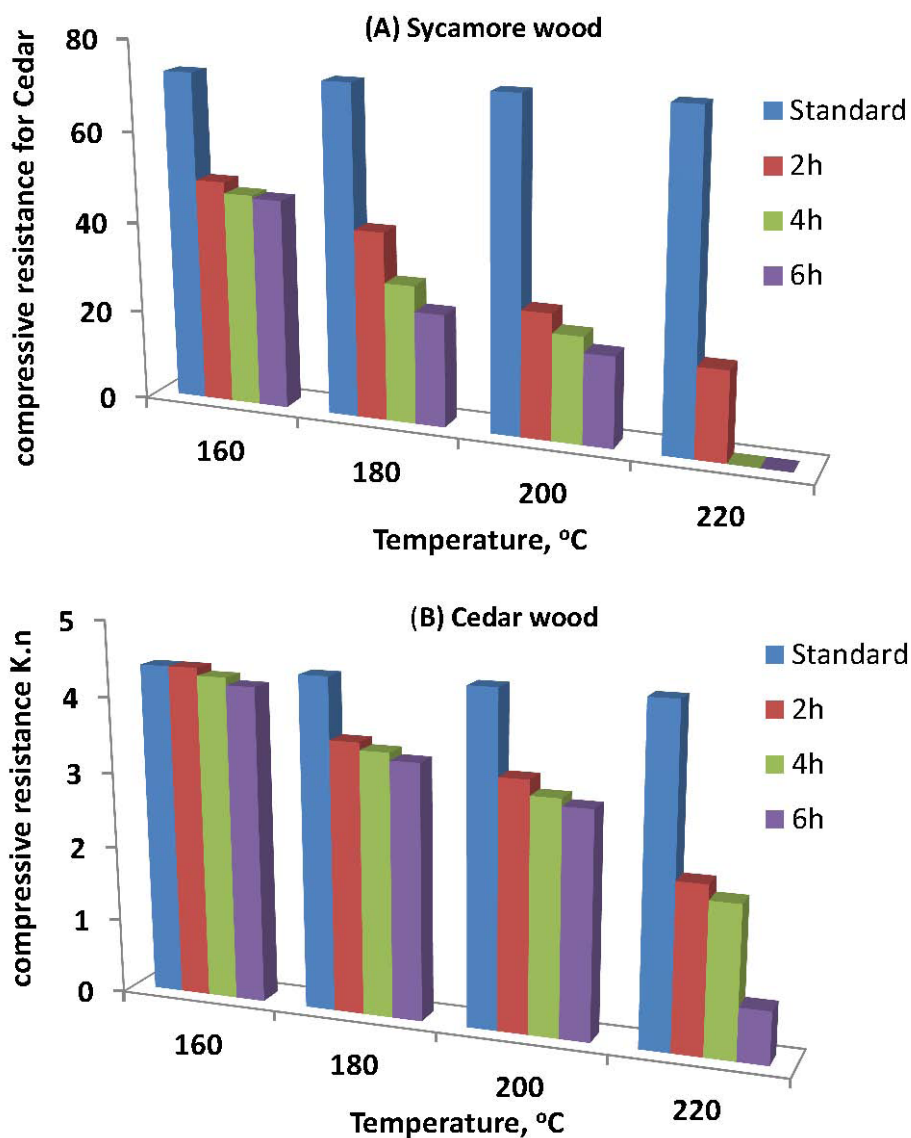 (A) Sycamore wood
compressive resistance for Cedar
80
60
40
20
0
160
180
200
220
Temperature, °C
Standard
2h
4h
6h
(B) Cedar wood
compressive resistance K.n
5
4
3
2
1
0
160
180
200
220
Temperature, °C
Standard
2h
4h
6h